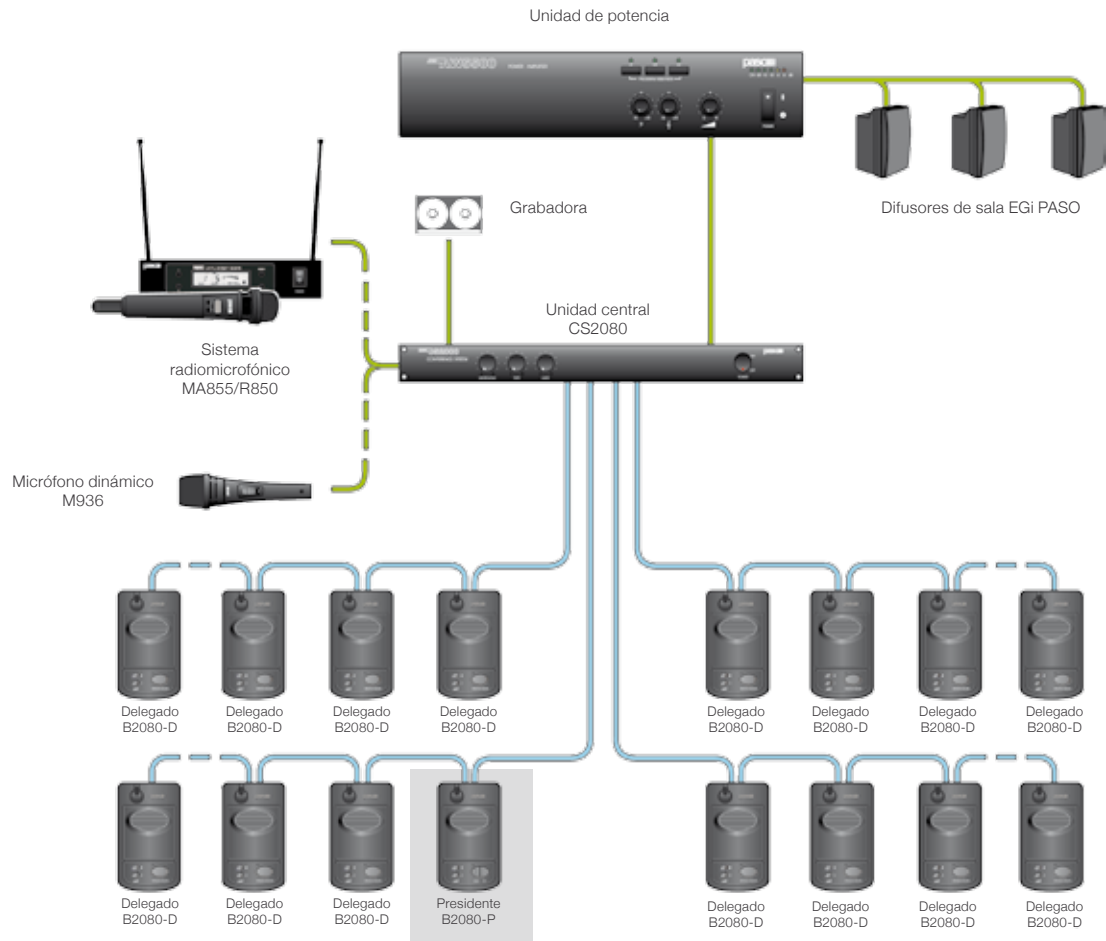 Unidad de potencia
Difusores de sala EGi PASO
Grabadora
Unidad central
CS2080
Sistema
radiomicrofónico
MA855/R850
Micrófono dinámico
M936
Delegado
B2080-D
Delegado
B2080-D
Delegado
B2080-D
Delegado
B2080-D
Delegado
B2080-D
Delegado
B2080-D
Delegado
B2080-D
Delegado
B2080-D
Delegado
B2080-D
Delegado
B2080-D
Delegado
B2080-D
Presidente
B2080-P
Delegado
B2080-D
Delegado
B2080-D
Delegado
B2080-D
Delegado
B2080-D